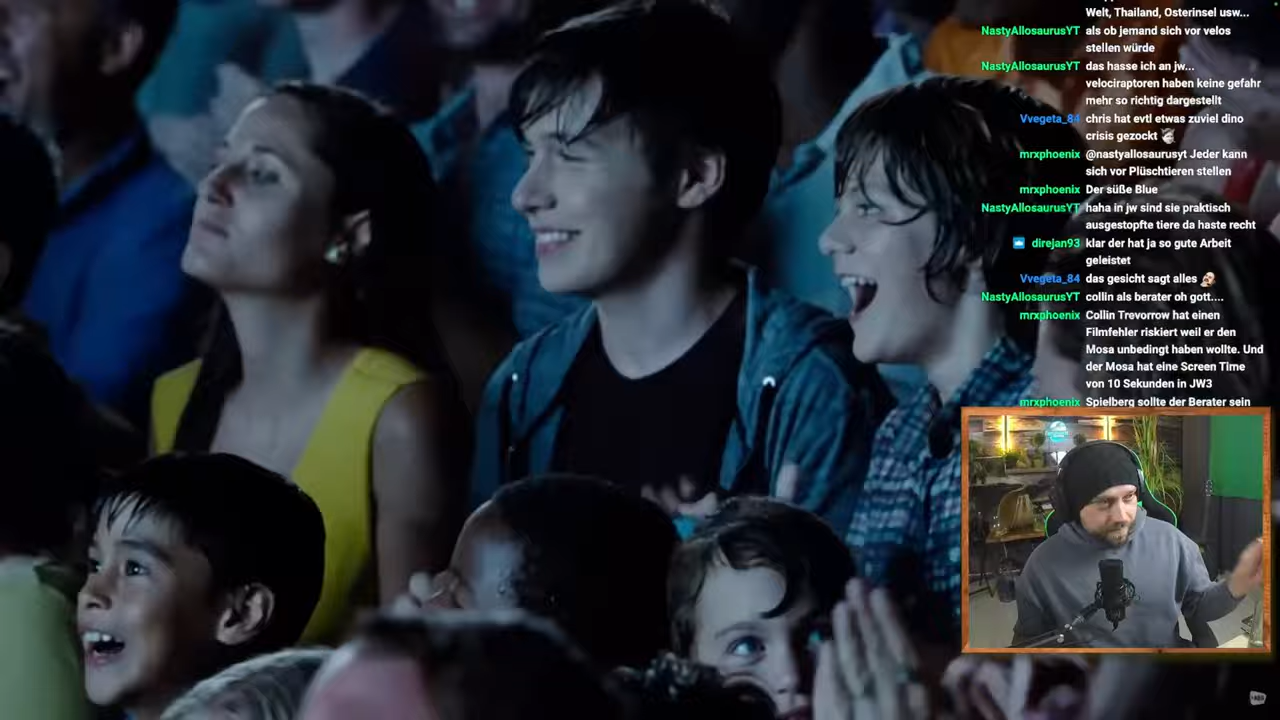 Welt, Thailand, Osterinsel usw...
NastyAllosaurusYT als ob jemand sich vor velos
stellen würde
NastyAllosaurusYT das hasse ich an jw...
velociraptoren haben keine gefahr
mehr so richtig dargestellt
Vvegeta_84 chris hat evtl etwas zuviel dino
crisis gezockt
mrxphoenix @nastyallosaurusyt Jeder kann
sich vor Plüschtieren stellen
mrxphoenix Der süße Blue
NastyAllosaurusYT haha in jw sind sie praktisch
ausgestopfte tiere da haste recht
direjan93 klar der hat ja so gute Arbeit
geleistet
Vvegeta_84 das gesicht sagt alles
NastyAllosaurusYT collin als berater oh gott....
mrxphoenix Collin Trevorrow hat einen
Filmfehler riskiert weil er den
Mosa unbedingt haben wollte. Und
der Mosa hat eine Screen Time
von 10 Sekunden in JW3
mrxphoenix Spielberg sollte der Berater sein